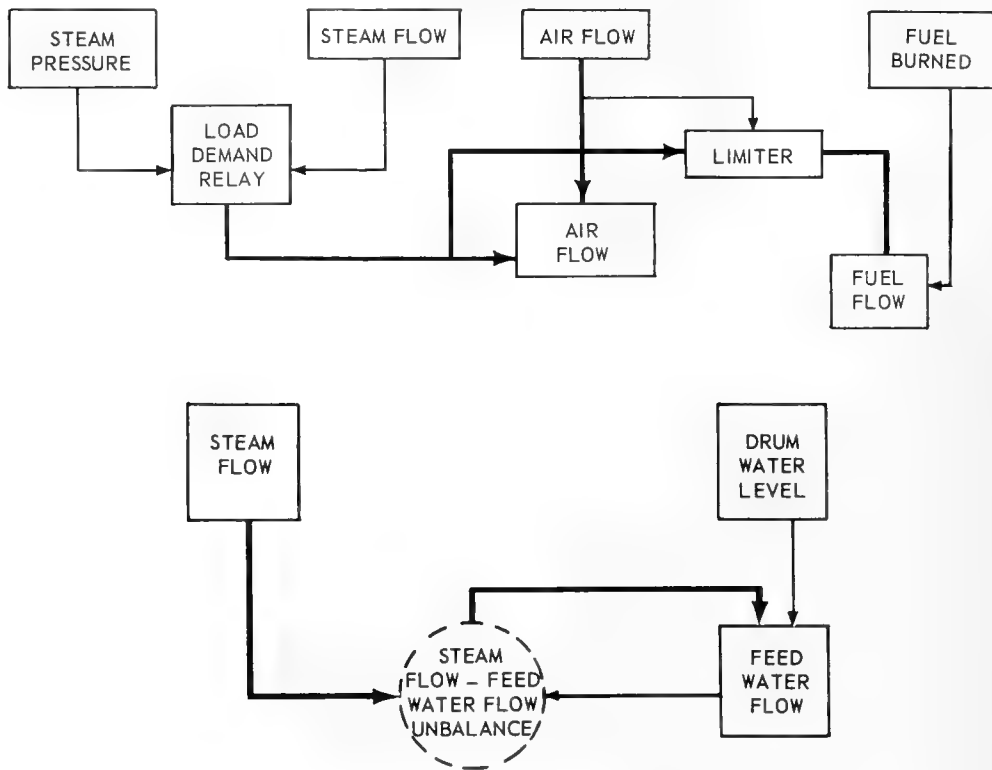 STEAM
PRESSURE
STEAM FLOW
AIR FLOW
FUEL
BURNED
LOAD
DEMAND
RELAY
LIMITER
AIR
FLOW
FUEL
FLOW
STEAM
FLOW
DRUM
WATER
LEVEL
STEAM
FLOW – FEED
WATER FLOW
UNBALANCE
FEED
WATER
FLOW